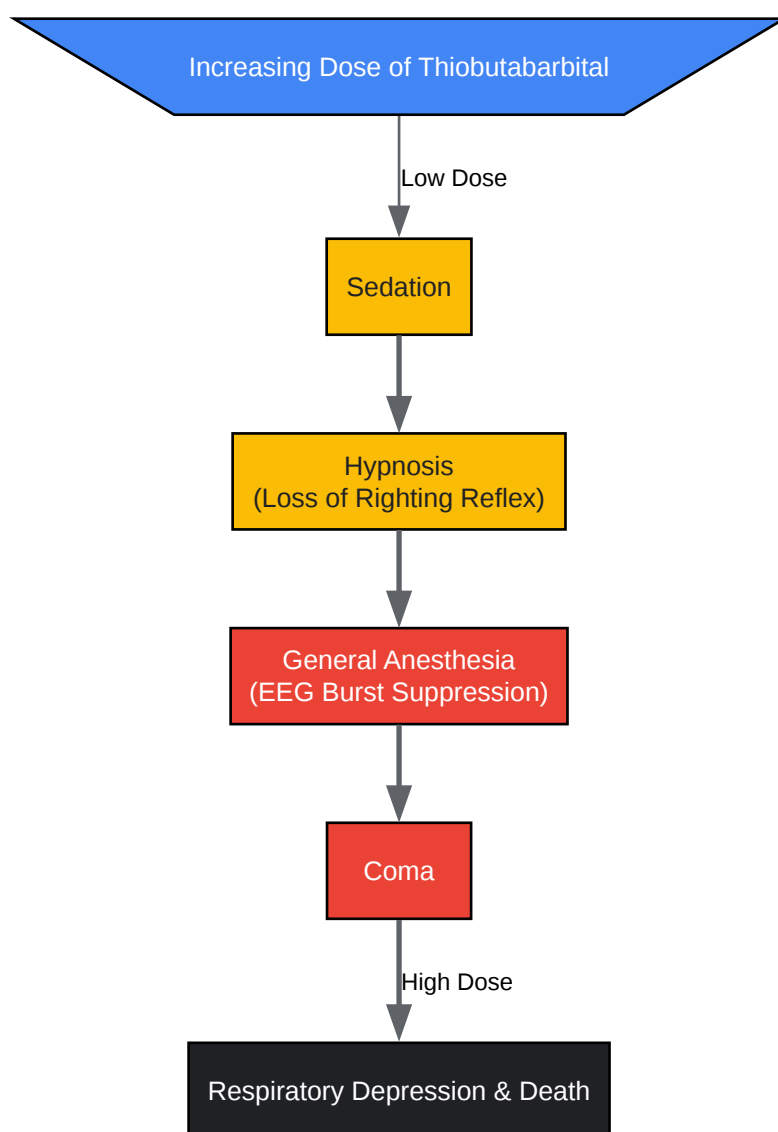 Increasing Dose of Thiobutabarbital
Low Dose
Sedation
Hypnosis
(Loss of Righting Reflex)
General Anesthesia
(EEG Burst Suppression)
Coma
High Dose
Respiratory Depression & Death